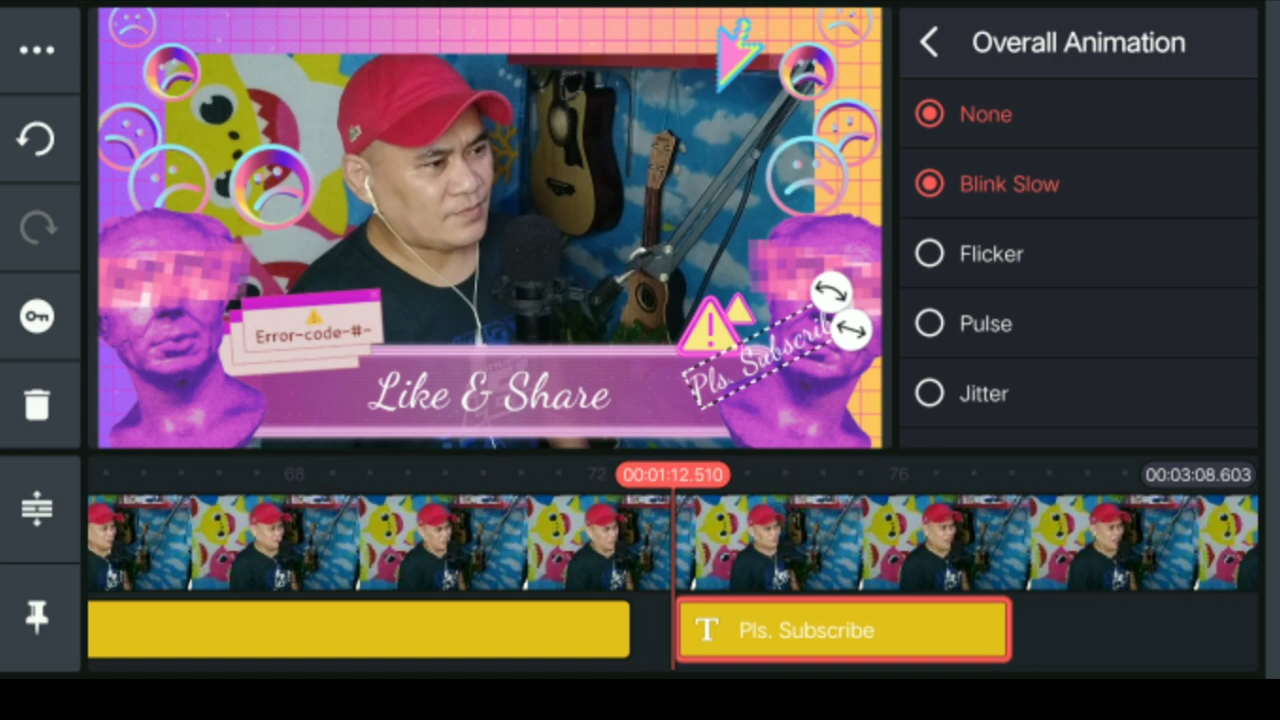 Overall Animation
None
Blink Slow
Flicker
Pulse
Jitter
Error-code-#-
Like & Share
Pls. Subscrib
68
72
00:01:12.510
76
00:03:08.603
T Pls. Subscribe